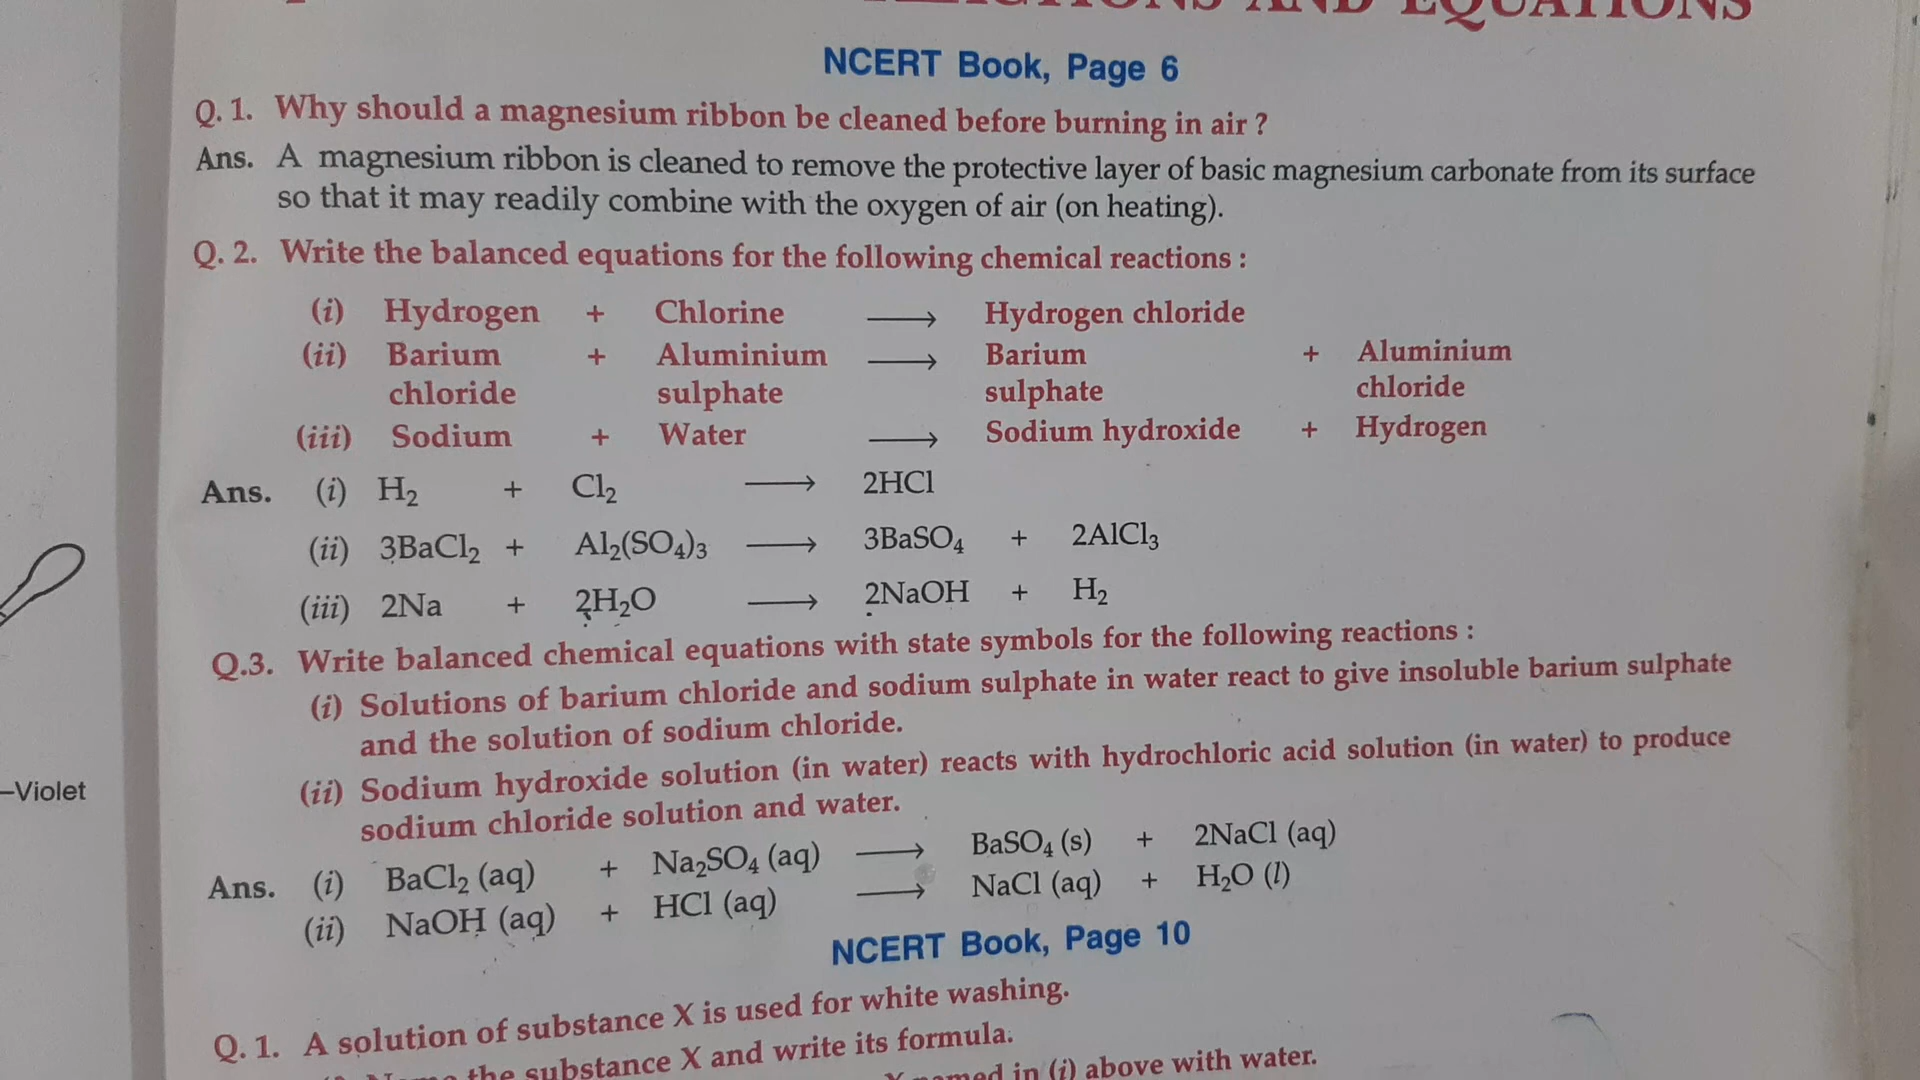 REACTIONS AND EQUATIONS
NCERT Book, Page 6
Q. 1. Why should a magnesium ribbon be cleaned before burning in air ?
Ans. A magnesium ribbon is cleaned to remove the protective layer of basic magnesium carbonate from its surface
so that it may readily combine with the oxygen of air (on heating).
Q. 2. Write the balanced equations for the following chemical reactions :
(i) Hydrogen + Chlorine ⟶ Hydrogen chloride
(ii) Barium + Aluminium ⟶ Barium + Aluminium
chloride sulphate sulphate chloride
(iii) Sodium + Water ⟶ Sodium hydroxide + Hydrogen
Ans. (i) H₂ + Cl₂ ⟶ 2HCl
(ii) 3BaCl₂ + Al₂(SO₄)₃ ⟶ 3BaSO₄ + 2AlCl₃
(iii) 2Na + 2H₂O ⟶ 2NaOH + H₂
Q.3. Write balanced chemical equations with state symbols for the following reactions :
(i) Solutions of barium chloride and sodium sulphate in water react to give insoluble barium sulphate
and the solution of sodium chloride.
(ii) Sodium hydroxide solution (in water) reacts with hydrochloric acid solution (in water) to produce
sodium chloride solution and water.
Ans. (i) BaCl₂ (aq) + Na₂SO₄ (aq) ⟶ BaSO₄ (s) + 2NaCl (aq)
(ii) NaOH (aq) + HCl (aq) ⟶ NaCl (aq) + H₂O (l)
NCERT Book, Page 10
Q. 1. A solution of substance X is used for white washing.
the substance X and write its formula.
in (i) above with water.
–Violet